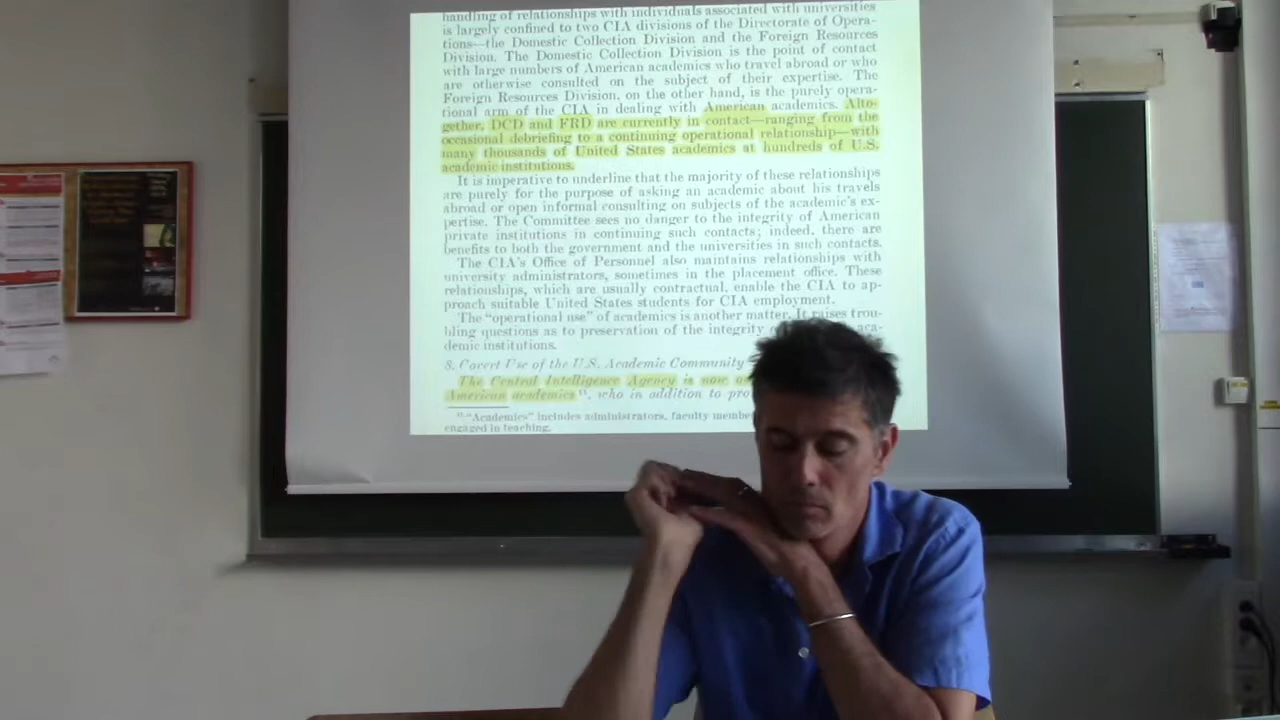 handling of relationships with individuals associated with universities
is largely confined to two CIA divisions of the Directorate of Opera-
tions—the Domestic Collection Division and the Foreign Resources
Division. The Domestic Collection Division is the point of contact
with large numbers of American academics who travel abroad or who
are otherwise consulted on the subject of their expertise. The
Foreign Resources Division, on the other hand, is the purely opera-
tional arm of the CIA in dealing with American academics. Alto-
gether, DCD and FRD are currently in contact—ranging from the
occasional debriefing to a continuing operational relationship—with
many thousands of United States academics at hundreds of U.S.
academic institutions.
It is imperative to underline that the majority of these relationships
are purely for the purpose of asking an academic about his travels
abroad or open informal consulting on subjects of the academic's ex-
pertise. The Committee sees no danger to the integrity of American
private institutions in continuing such contacts; indeed, there are
benefits to both the government and the universities in such contacts.
The CIA's Office of Personnel also maintains relationships with
university administrators, sometimes in the placement office. These
relationships, which are usually contractual, enable the CIA to ap-
proach suitable United States students for CIA employment.
The "operational use" of academics is another matter. It raises trou-
bling questions as to preservation of the integrity aca-
demic institutions.
8. Covert Use of the U.S. Academic Community
The Central Intelligence Agency is now
American academics, who in addition to
"Academics" includes administrators, faculty
engaged in teaching.